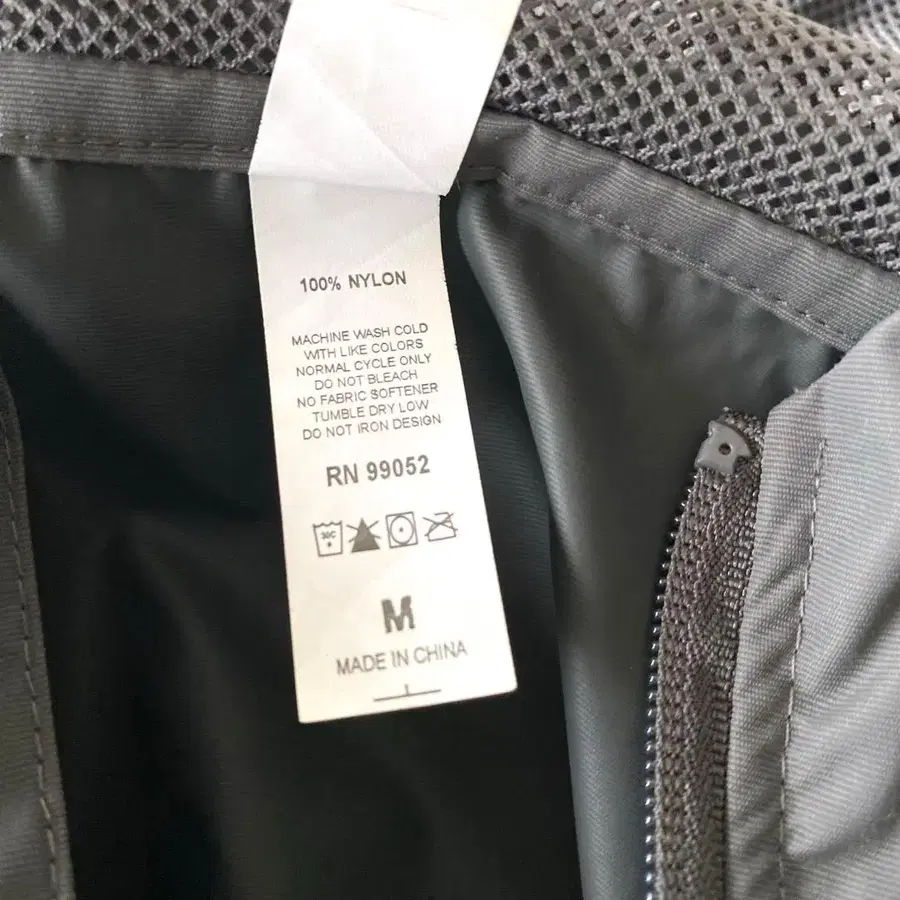 100% NYLON
MACHINE WASH COLD
WITH LIKE COLORS
NORMAL CYCLE ONLY
DO NOT BLEACH
NO FABRIC SOFTENER
TUMBLE DRY LOW
DO NOT IRON DESIGN
RN 99052
30C
M
MADE IN CHINA